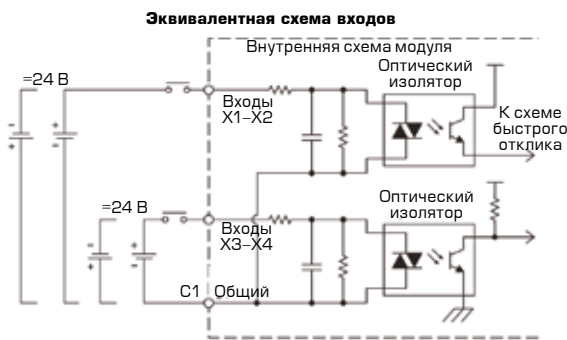 Эквивалентная схема входов
Внутренняя схема модуля
=24 В
Оптический
изолятор
Входы
X1–X2
К схеме
быстрого
отклика
- +
- +
=24 В
Оптический
изолятор
Входы
X3–X4
- +
- +
C1 Общий